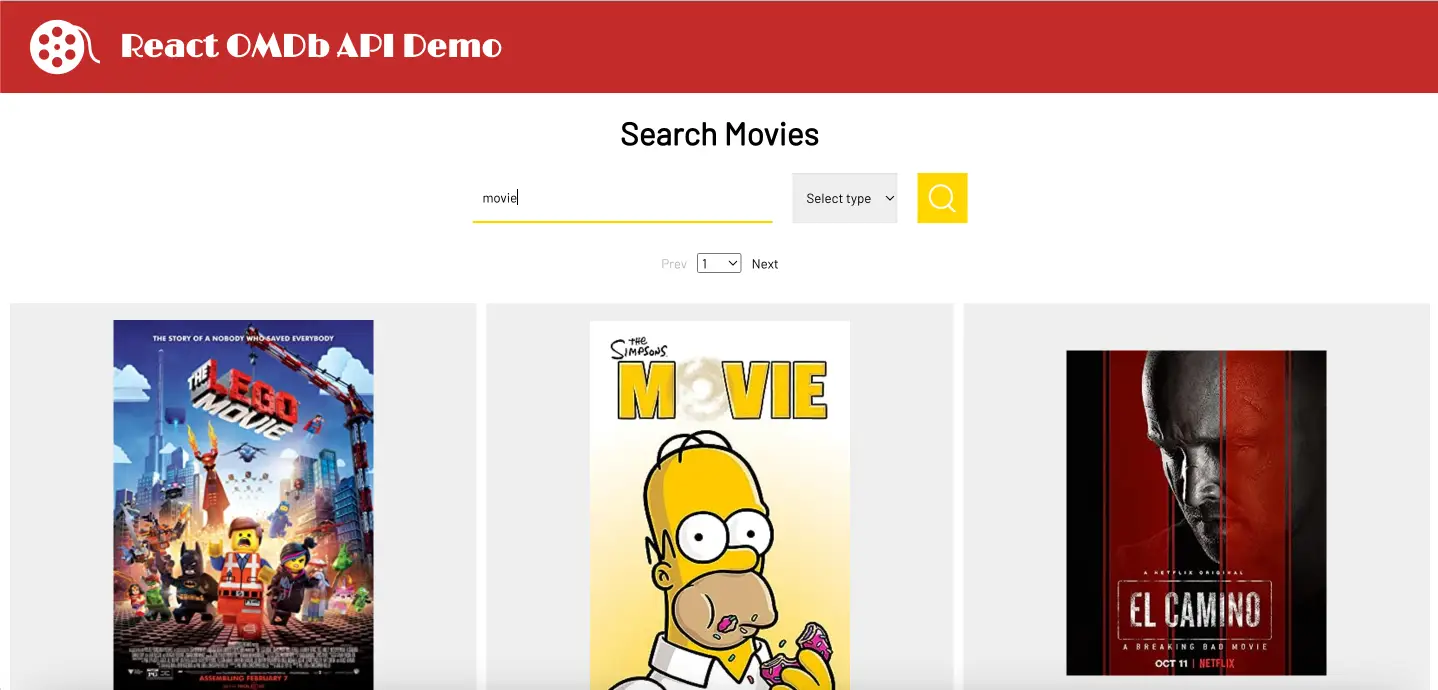 React OMDb API Demo
Search Movies
movie
Select type
Prev 1 Next
THE STORY OF A NOBODY WHO SAVED EVERYBODY
THE LEGO MOVIE
PG
ASSEMBLING FEBRUARY 7
THE SIMPSONS
MOVIE
A NETFLIX ORIGINAL
EL CAMINO
A BREAKING BAD MOVIE
OCT 11 | NETFLIX